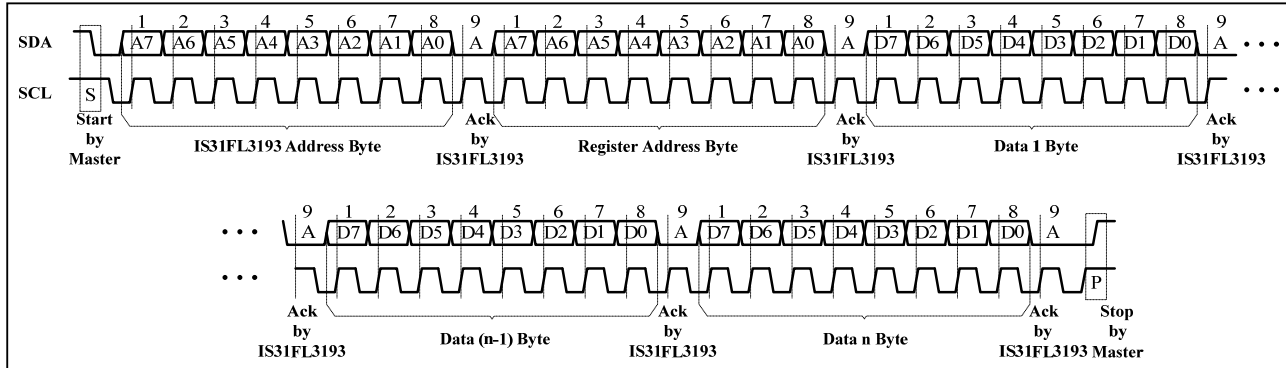 1 2 3 4 5 6 7 8 9 1 2 3 4 5 6 7 8 9 1 2 3 4 5 6 7 8 9
SDA A7 A6 A5 A4 A3 A2 A1 A0 A A7 A6 A5 A4 A3 A2 A1 A0 A D7 D6 D5 D4 D3 D2 D1 D0 A • • •
SCL S • • •
Start by Master
IS31FL3193 Address Byte
Ack by IS31FL3193
Register Address Byte
Ack by IS31FL3193
Data 1 Byte
Ack by IS31FL3193
9 1 2 3 4 5 6 7 8 9 1 2 3 4 5 6 7 8 9
• • • A D7 D6 D5 D4 D3 D2 D1 D0 A D7 D6 D5 D4 D3 D2 D1 D0 A
• • • P
Ack by IS31FL3193
Data (n-1) Byte
Ack by IS31FL3193
Data n Byte
Ack by IS31FL3193
Stop by Master